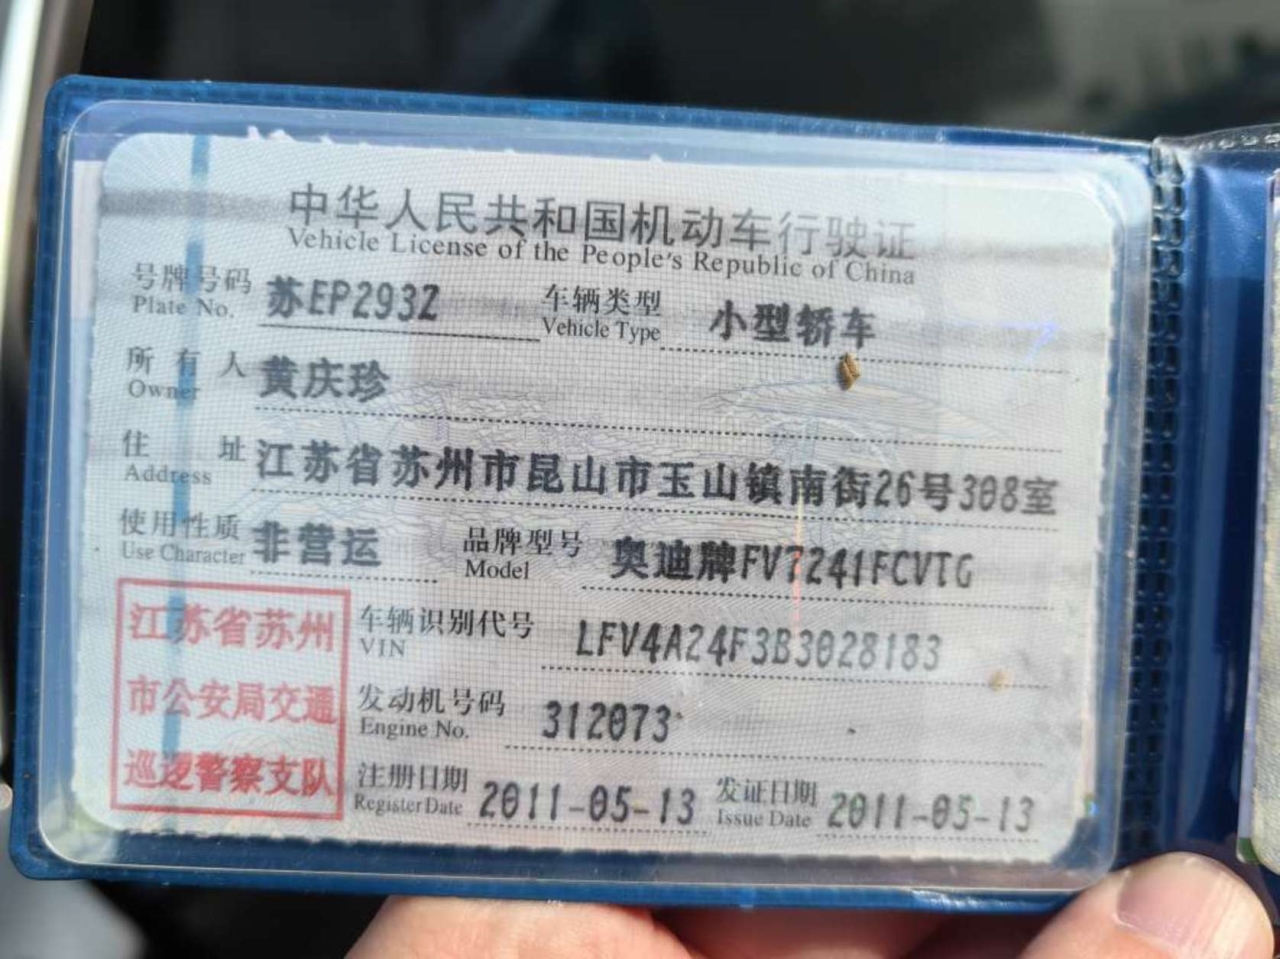 中华人民共和国机动车行驶证
Vehicle License of the People's Republic of China
号牌号码 苏EP293Z 车辆类型 小型轿车
Plate No. Vehicle Type
所有人 黄庆珍
Owner
住址 江苏省苏州市昆山市玉山镇南街26号308室
Address
使用性质 非营运 品牌型号 奥迪牌FV7241FCVTG
Use Character Model
江苏省苏州
市公安局交通
巡逻警察支队
车辆识别代号 LFV4A24F3B3028183
VIN
发动机号码 312073
Engine No.
注册日期 2011-05-13 发证日期 2011-05-13
Register Date Issue Date